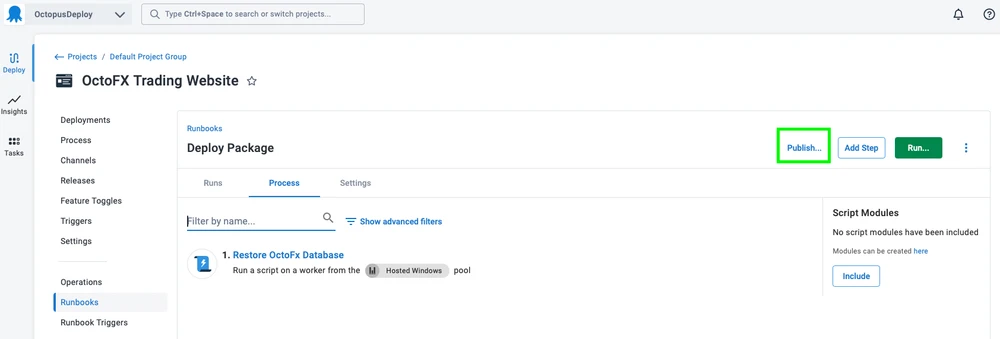 OctopusDeploy
Type Ctrl+Space to search or switch projects...
Deploy
Insights
Tasks
← Projects / Default Project Group
OctoFX Trading Website
Deployments
Process
Channels
Releases
Feature Toggles
Triggers
Settings
Operations
Runbooks
Runbook Triggers
Runbooks
Deploy Package
Publish...
Add Step
Run...
Runs
Process
Settings
Filter by name...
Show advanced filters
1. Restore OctoFx Database
Run a script on a worker from the Hosted Windows pool
Script Modules
No script modules have been included
Modules can be created here
Include